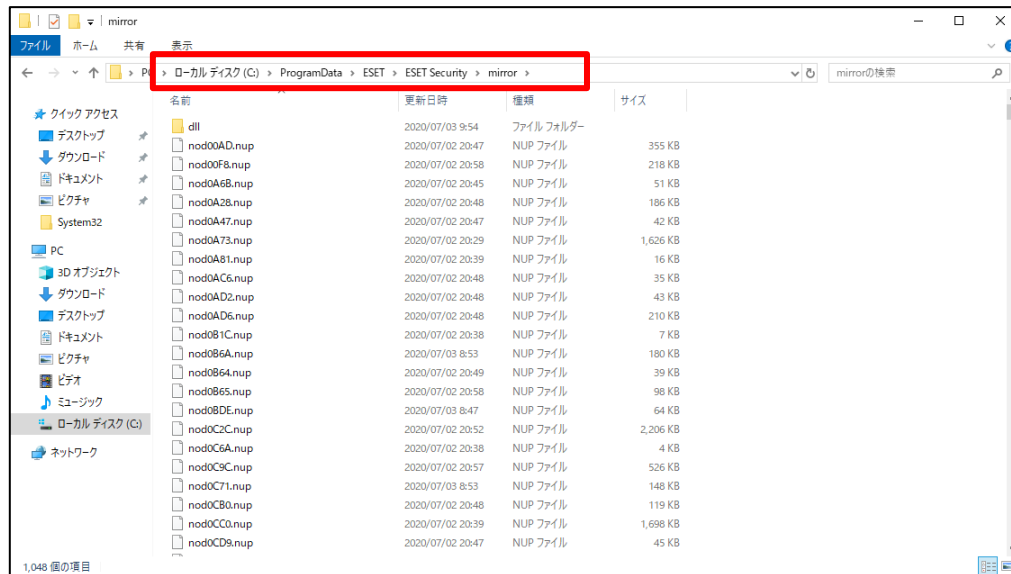 mirror
ファイル ホーム 共有 表示
PC > ローカル ディスク (C:) > ProgramData > ESET > ESET Security > mirror >
mirrorの検索
名前 更新日時 種類 サイズ
クイック アクセス
デスクトップ
ダウンロード
ドキュメント
ピクチャ
System32
PC
3D オブジェクト
ダウンロード
デスクトップ
ドキュメント
ピクチャ
ビデオ
ミュージック
ローカル ディスク (C:)
ネットワーク
dll 2020/07/03 9:54 ファイル フォルダー
nod00AD.nup 2020/07/02 20:47 NUP ファイル 355 KB
nod00F8.nup 2020/07/02 20:58 NUP ファイル 218 KB
nod0A6B.nup 2020/07/02 20:45 NUP ファイル 51 KB
nod0A28.nup 2020/07/02 20:48 NUP ファイル 186 KB
nod0A47.nup 2020/07/02 20:47 NUP ファイル 42 KB
nod0A73.nup 2020/07/02 20:29 NUP ファイル 1,626 KB
nod0A81.nup 2020/07/02 20:39 NUP ファイル 16 KB
nod0AC6.nup 2020/07/02 20:48 NUP ファイル 35 KB
nod0AD2.nup 2020/07/02 20:48 NUP ファイル 43 KB
nod0AD6.nup 2020/07/02 20:48 NUP ファイル 210 KB
nod0B1C.nup 2020/07/02 20:38 NUP ファイル 7 KB
nod0B6A.nup 2020/07/03 8:53 NUP ファイル 180 KB
nod0B64.nup 2020/07/02 20:49 NUP ファイル 39 KB
nod0B65.nup 2020/07/02 20:58 NUP ファイル 98 KB
nod0BDE.nup 2020/07/03 8:47 NUP ファイル 64 KB
nod0C2C.nup 2020/07/02 20:52 NUP ファイル 2,206 KB
nod0C6A.nup 2020/07/02 20:38 NUP ファイル 4 KB
nod0C9C.nup 2020/07/02 20:57 NUP ファイル 526 KB
nod0C71.nup 2020/07/03 8:53 NUP ファイル 148 KB
nod0CB0.nup 2020/07/02 20:48 NUP ファイル 119 KB
nod0CC0.nup 2020/07/02 20:39 NUP ファイル 1,698 KB
nod0CD9.nup 2020/07/02 20:47 NUP ファイル 45 KB
1,048 個の項目